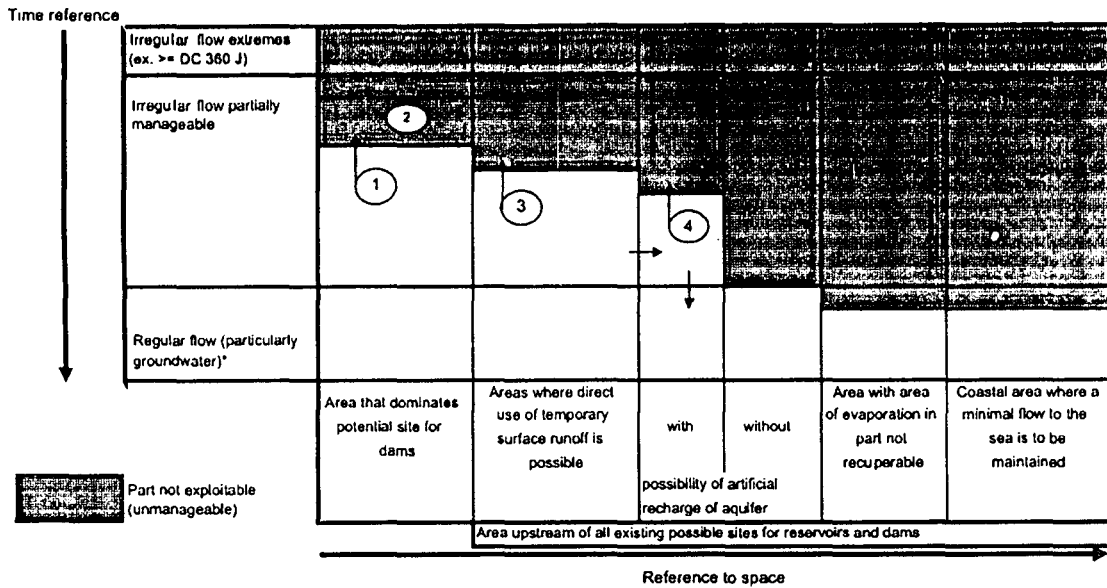 Time reference
Irregular flow extremes
(ex. >= DC 360 J)
Irregular flow partially
manageable
2
1
3
4
Regular flow (particularly
groundwater)*
Area that dominates
potential site for
dams
Areas where direct
use of temporary
surface runoff is
possible
with
without
possibility of artificial
recharge of aquifer
Area with area
of evaporation in
part not
recuperable
Coastal area where a
minimal flow to the
sea is to be
maintained
Part not exploitable
(unmanageable)
Area upstream of all existing possible sites for reservoirs and dams
Reference to space